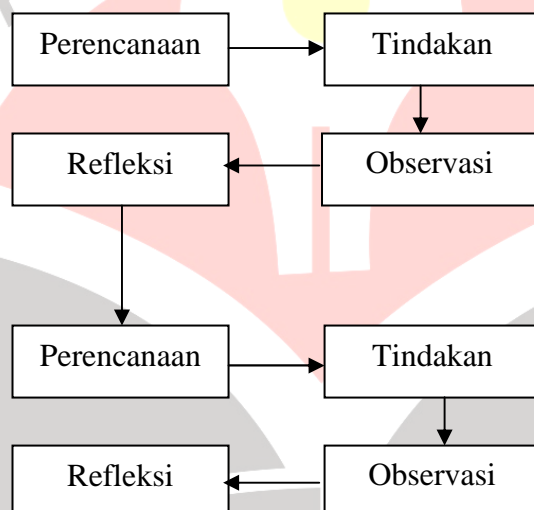 Perencanaan
Tindakan
Refleksi
Observasi
Perencanaan
Tindakan
Refleksi
Observasi